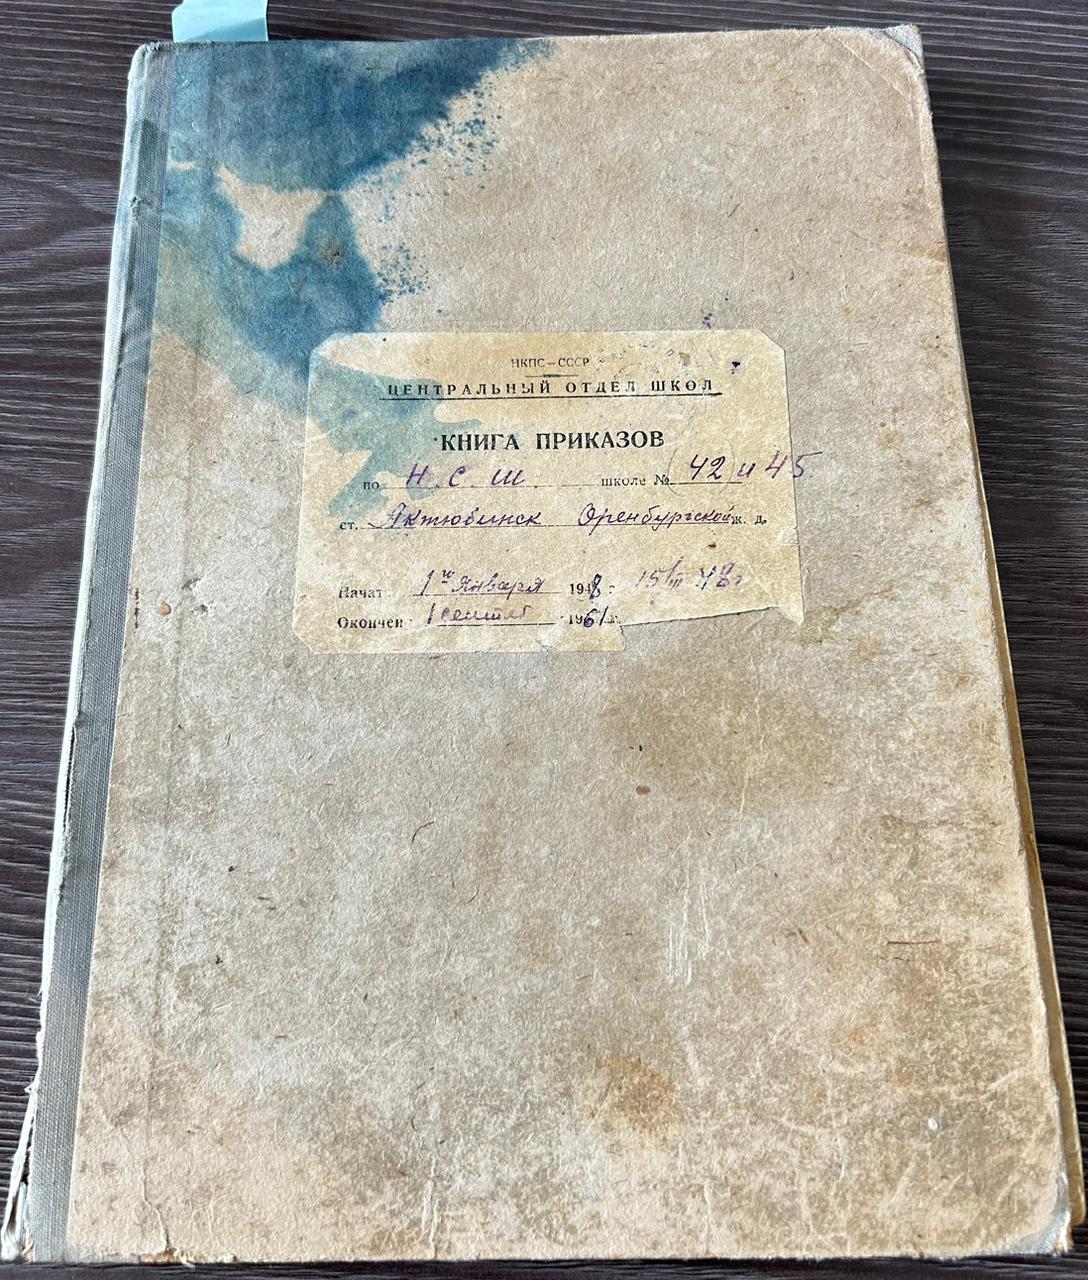 НКПС—СССР
ЦЕНТРАЛЬНЫЙ ОТДЕЛ ШКОЛ
КНИГА ПРИКАЗОВ
по Н. С. Ш. школе № 42 и 45
ст. Актюбинск Оренбургской ж. д.
Начат 1го Января 1948 г. 15/III 48г
Окончен 1 сентяб 1961 г.